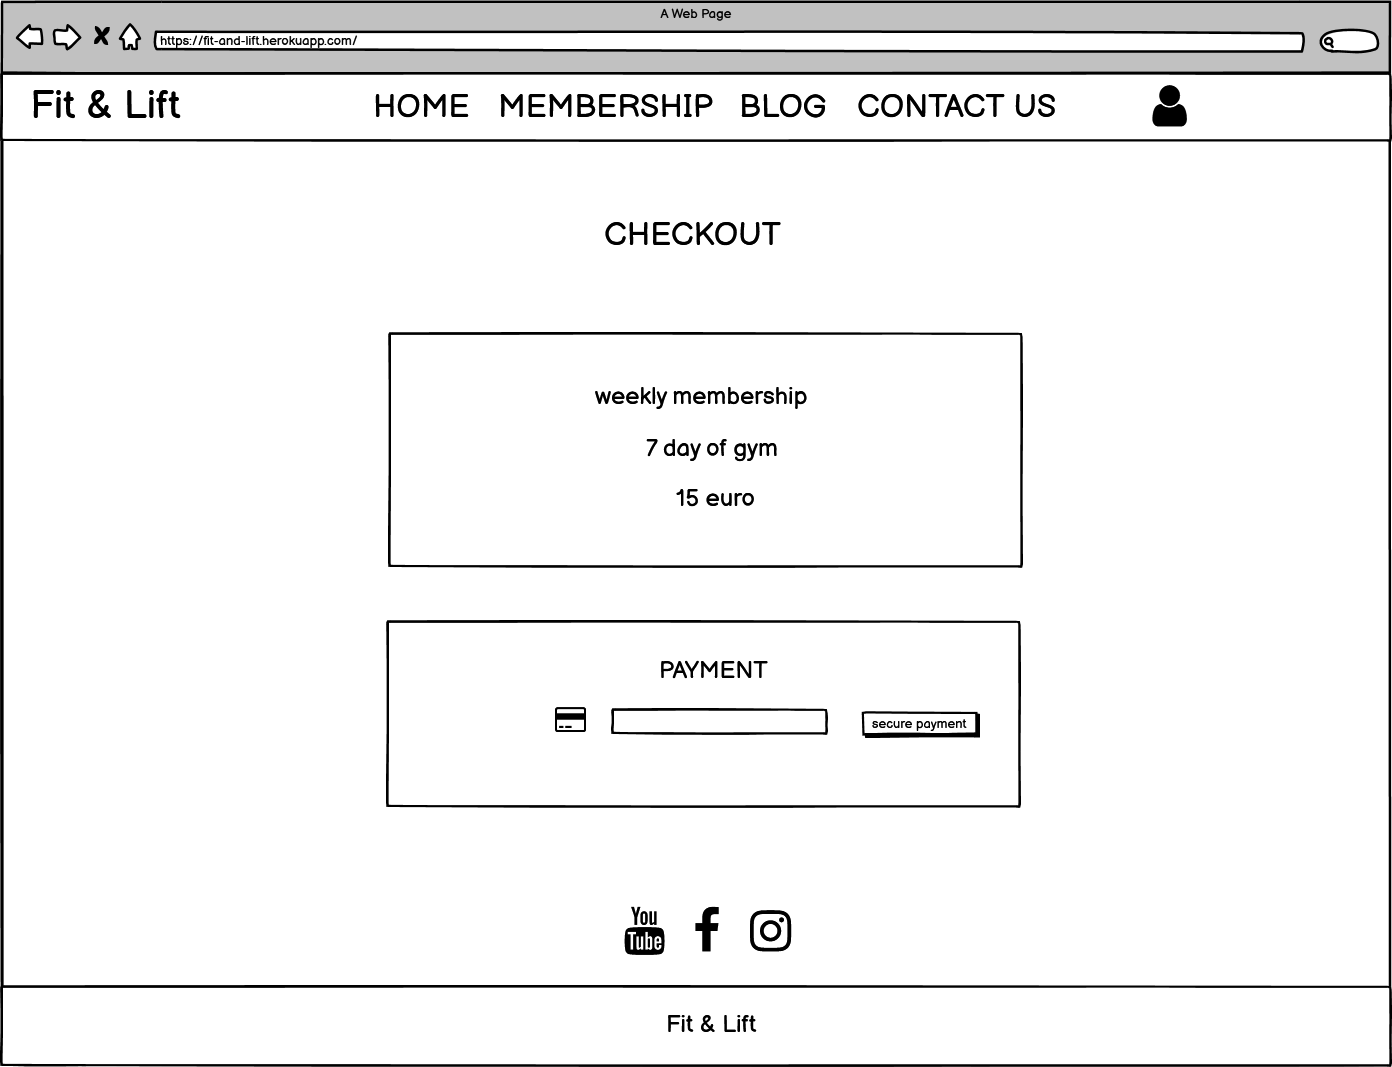 A Web Page
https://fit-and-lift.herokuapp.com/
Fit & Lift HOME MEMBERSHIP BLOG CONTACT US
CHECKOUT
weekly membership
7 day of gym
15 euro
PAYMENT
secure payment
You
Tube
Fit & Lift